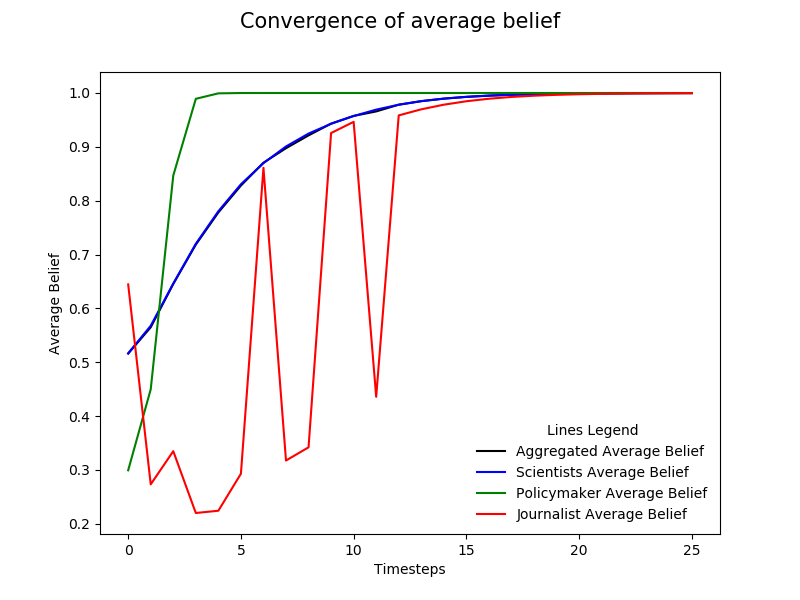 Convergence of average belief
1.0
0.9
0.8
0.7
0.6
0.5
0.4
0.3
0.2
Average Belief
Lines Legend
Aggregated Average Belief
Scientists Average Belief
Policymaker Average Belief
Journalist Average Belief
0 5 10 15 20 25
Timesteps